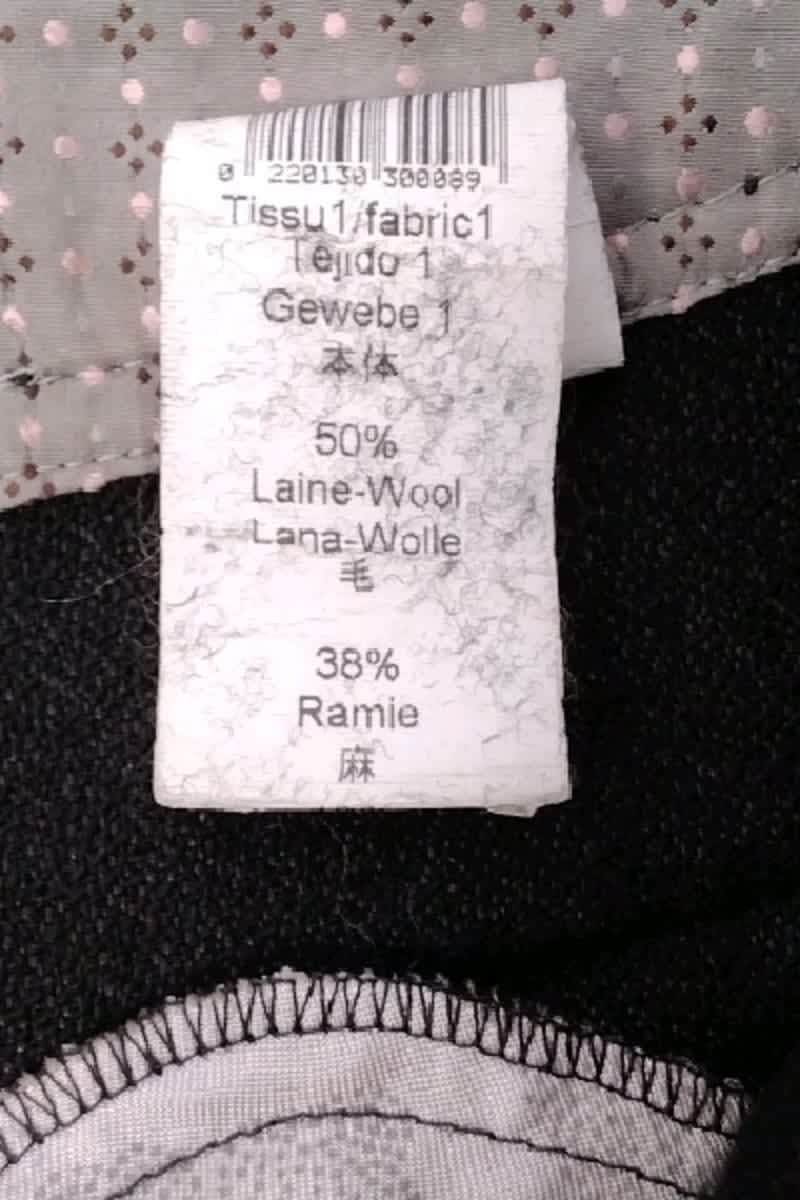 0 220130 300089
Tissu1/fabric1
Tejido 1
Gewebe 1
本体
50%
Laine-Wool
Lana-Wolle
毛
38%
Ramie
麻